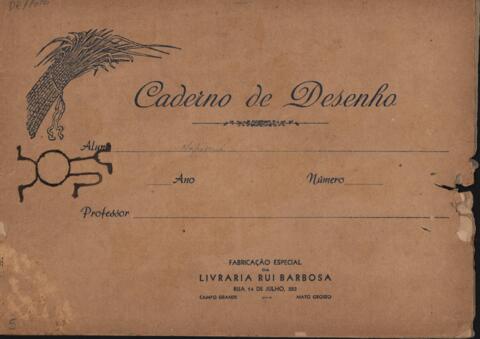 Caderno de Desenho
Aluno
Ano Número
Professor
FABRICAÇÃO ESPECIAL
DA
LIVRARIA RUI BARBOSA
RUA 14 DE JULHO,
CAMPO GRANDE MATO GROSSO
5